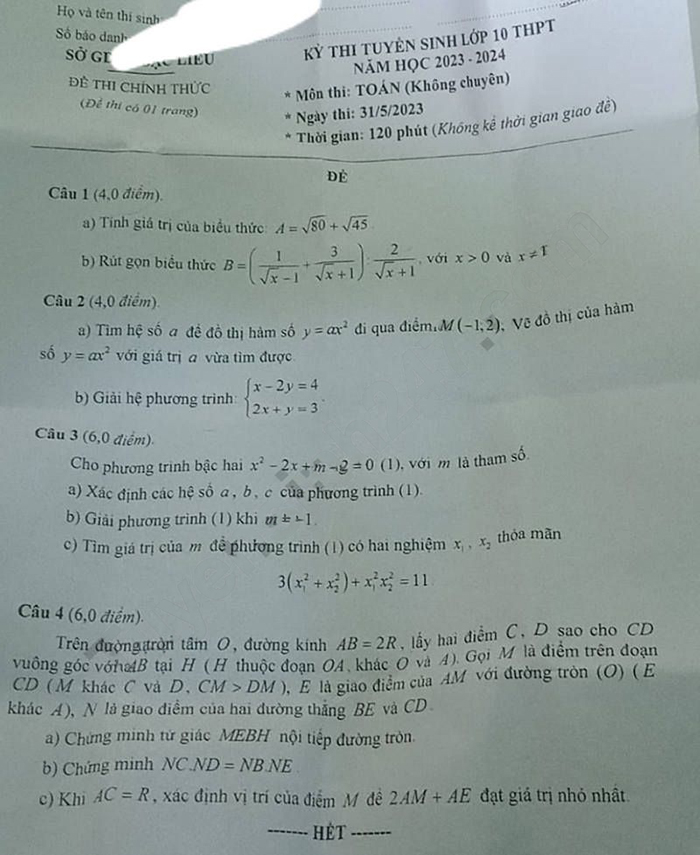 Họ và tên thí sinh
Số báo danh
SỞ GD LIÊU
ĐỀ THI CHÍNH THỨC
(Đề thi có 01 trang)
KỲ THI TUYỂN SINH LỚP 10 THPT
NĂM HỌC 2023 - 2024
* Môn thi: TOÁN (Không chuyên)
* Ngày thi: 31/5/2023
* Thời gian: 120 phút (Không kể thời gian giao đề)
ĐỀ
Câu 1 (4,0 điểm).
a) Tính giá trị của biểu thức: A = √80 + √45.
b) Rút gọn biểu thức B = (1/(√x − 1) + 3/(√x + 1)) · 2/(√x + 1), với x > 0 và x ≠ 1
Câu 2 (4,0 điểm).
a) Tìm hệ số a để đồ thị hàm số y = ax² đi qua điểm M(−1;2). Vẽ đồ thị của hàm
số y = ax² với giá trị a vừa tìm được.
b) Giải hệ phương trình: { x − 2y = 4
2x + y = 3.
Câu 3 (6,0 điểm).
Cho phương trình bậc hai x² − 2x + m − 2 = 0 (1), với m là tham số.
a) Xác định các hệ số a, b, c của phương trình (1).
b) Giải phương trình (1) khi m = −1.
c) Tìm giá trị của m để phương trình (1) có hai nghiệm x₁, x₂ thỏa mãn
3(x₁² + x₂²) + x₁²x₂² = 11.
Câu 4 (6,0 điểm).
Trên đường tròn tâm O, đường kính AB = 2R, lấy hai điểm C, D sao cho CD
vuông góc với AB tại H (H thuộc đoạn OA, khác O và A). Gọi M là điểm trên đoạn
CD (M khác C và D, CM > DM), E là giao điểm của AM với đường tròn (O) (E
khác A), N là giao điểm của hai đường thẳng BE và CD.
a) Chứng minh tứ giác MEBH nội tiếp đường tròn.
b) Chứng minh NC.ND = NB.NE.
c) Khi AC = R, xác định vị trí của điểm M để 2AM + AE đạt giá trị nhỏ nhất.
------- HẾT -------